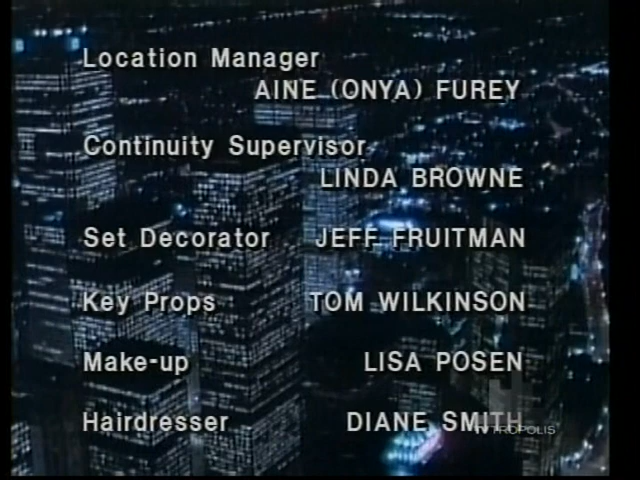 Location Manager
AINE (ONYA) FUREY
Continuity Supervisor
LINDA BROWNE
Set Decorator JEFF FRUITMAN
Key Props TOM WILKINSON
Make-up LISA POSEN
Hairdresser DIANE SMITH
TVTROPOLIS